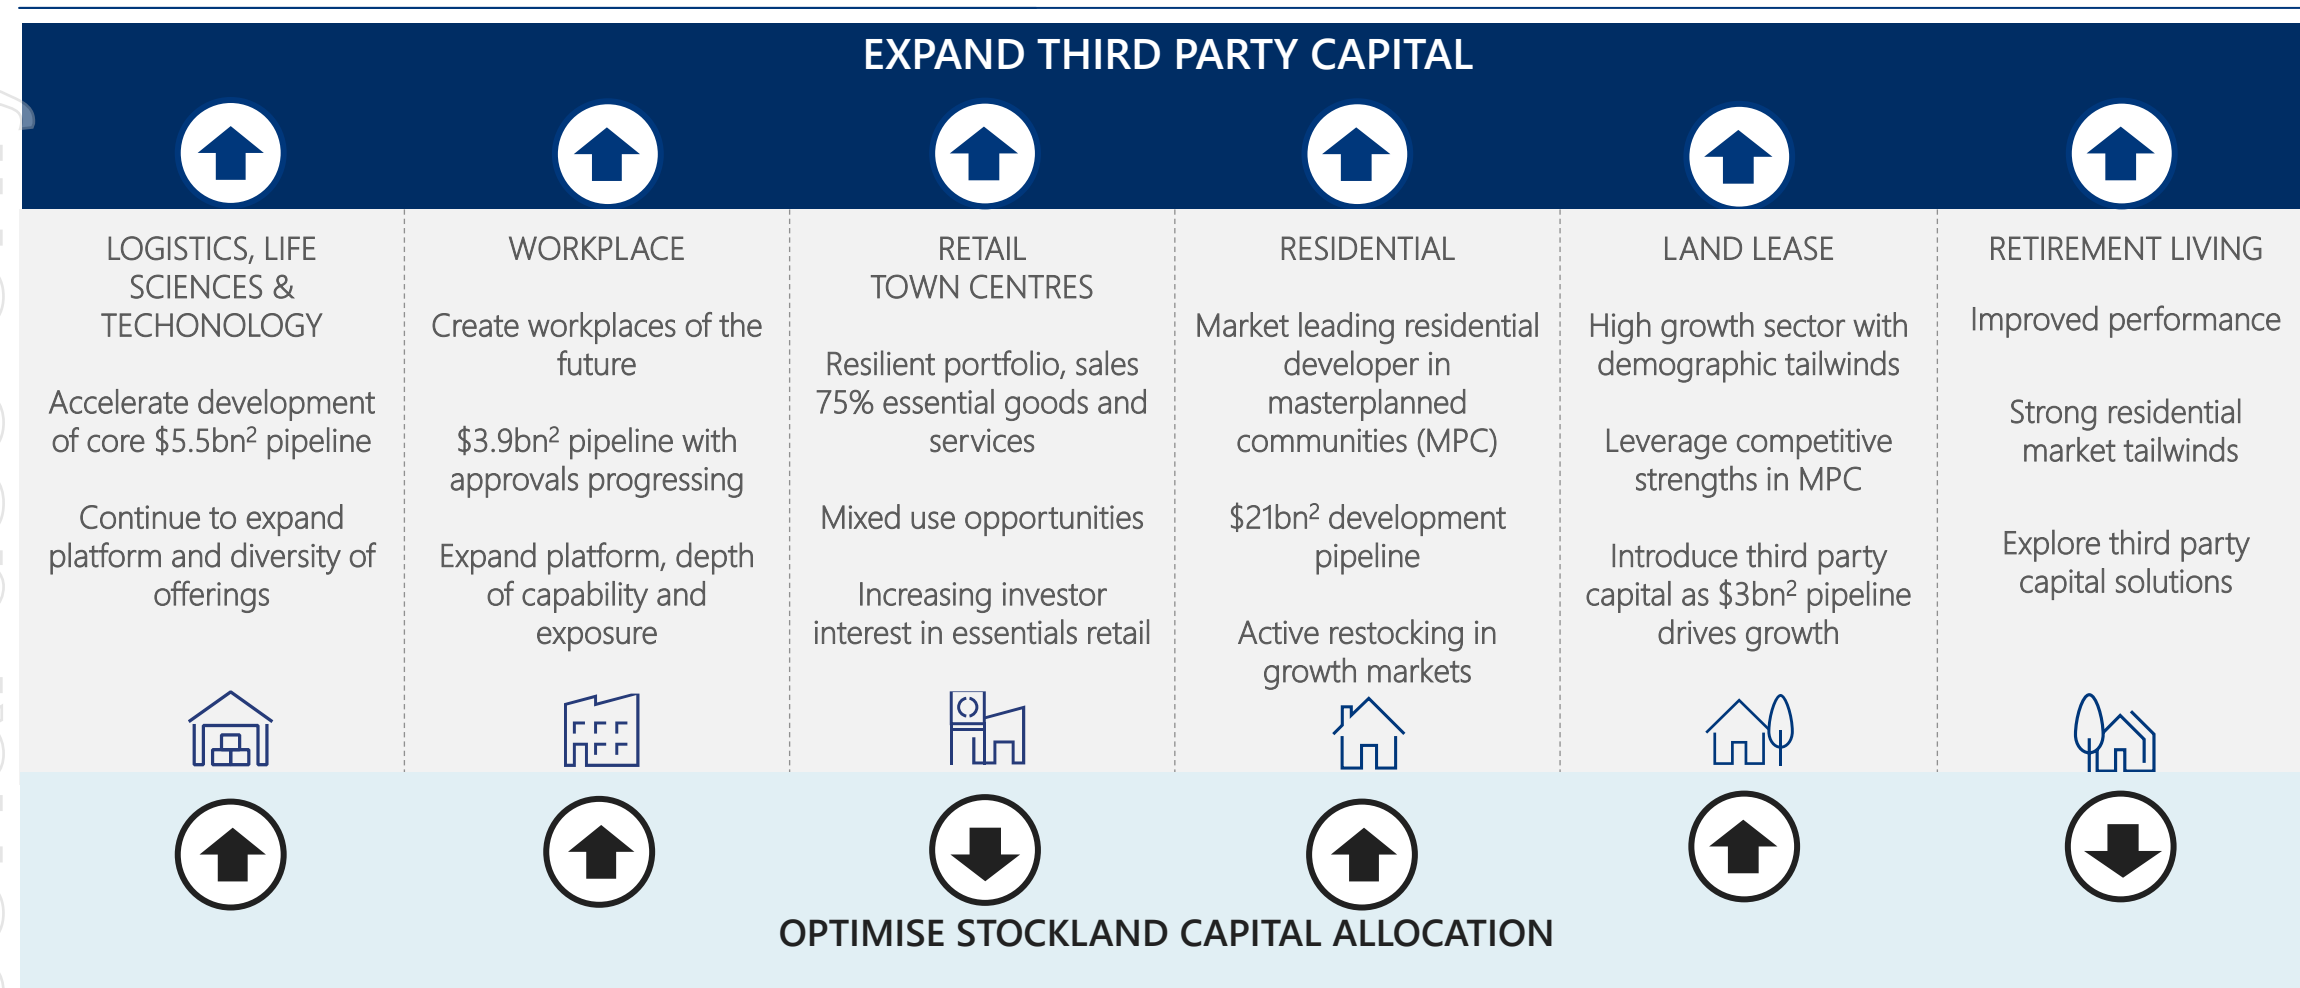 EXPAND THIRD PARTY CAPITAL
LOGISTICS, LIFE
SCIENCES &
TECHONOLOGY
Accelerate development
of core $5.5bn² pipeline
Continue to expand
platform and diversity of
offerings
WORKPLACE
Create workplaces of the
future
$3.9bn² pipeline with
approvals progressing
Expand platform, depth
of capability and
exposure
RETAIL
TOWN CENTRES
Resilient portfolio, sales
75% essential goods and
services
Mixed use opportunities
Increasing investor
interest in essentials retail
RESIDENTIAL
Market leading residential
developer in
masterplanned
communities (MPC)
$21bn² development
pipeline
Active restocking in
growth markets
LAND LEASE
High growth sector with
demographic tailwinds
Leverage competitive
strengths in MPC
Introduce third party
capital as $3bn² pipeline
drives growth
RETIREMENT LIVING
Improved performance
Strong residential
market tailwinds
Explore third party
capital solutions
OPTIMISE STOCKLAND CAPITAL ALLOCATION